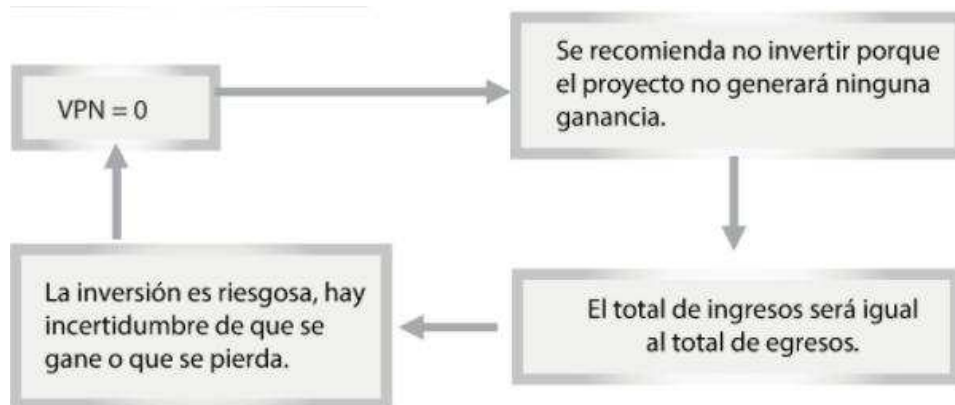 VPN = 0
Se recomienda no invertir porque
el proyecto no generará ninguna
ganancia.
El total de ingresos será igual
al total de egresos.
La inversión es riesgosa, hay
incertidumbre de que se
gane o que se pierda.